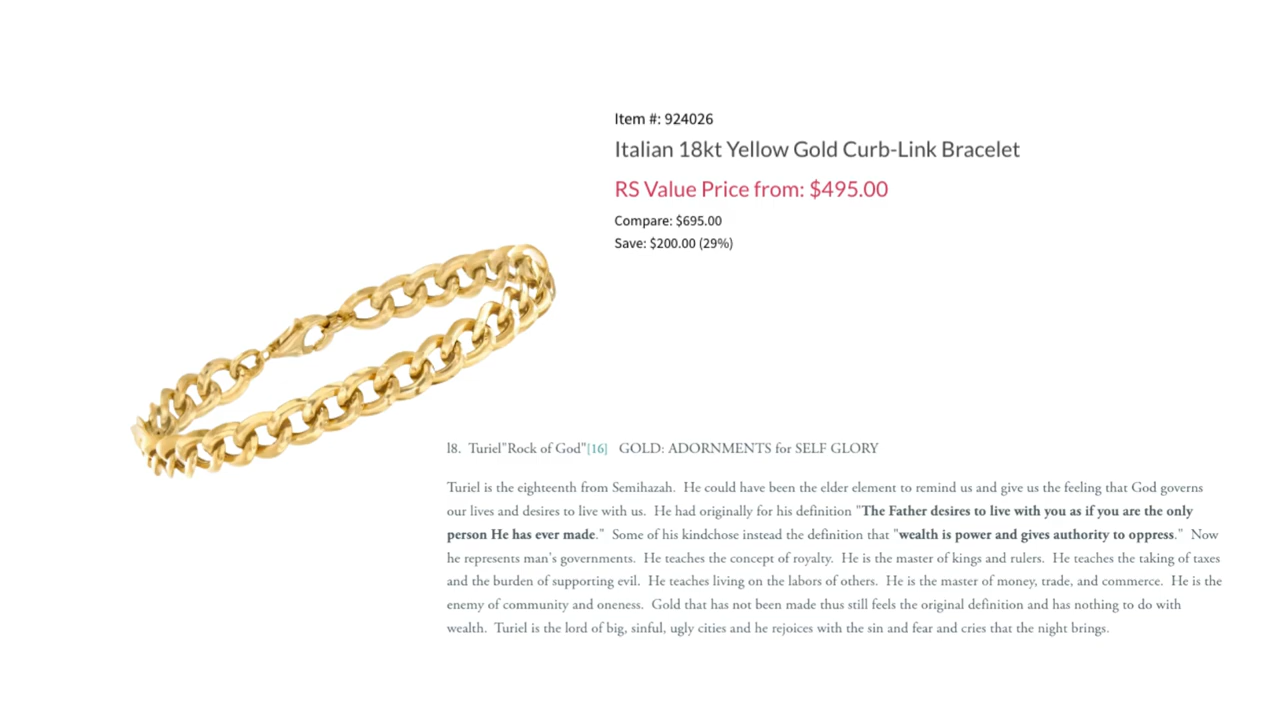 Item #: 924026
Italian 18kt Yellow Gold Curb-Link Bracelet
RS Value Price from: $495.00
Compare: $695.00
Save: $200.00 (29%)
18. Turiel"Rock of God"[16] GOLD: ADORNMENTS for SELF GLORY
Turiel is the eighteenth from Semihazah. He could have been the elder element to remind us and give us the feeling that God governs
our lives and desires to live with us. He had originally for his definition "The Father desires to live with you as if you are the only
person He has ever made." Some of his kindchose instead the definition that "wealth is power and gives authority to oppress." Now
he represents man's governments. He teaches the concept of royalty. He is the master of kings and rulers. He teaches the taking of taxes
and the burden of supporting evil. He teaches living on the labors of others. He is the master of money, trade, and commerce. He is the
enemy of community and oneness. Gold that has not been made thus still feels the original definition and has nothing to do with
wealth. Turiel is the lord of big, sinful, ugly cities and he rejoices with the sin and fear and cries that the night brings.